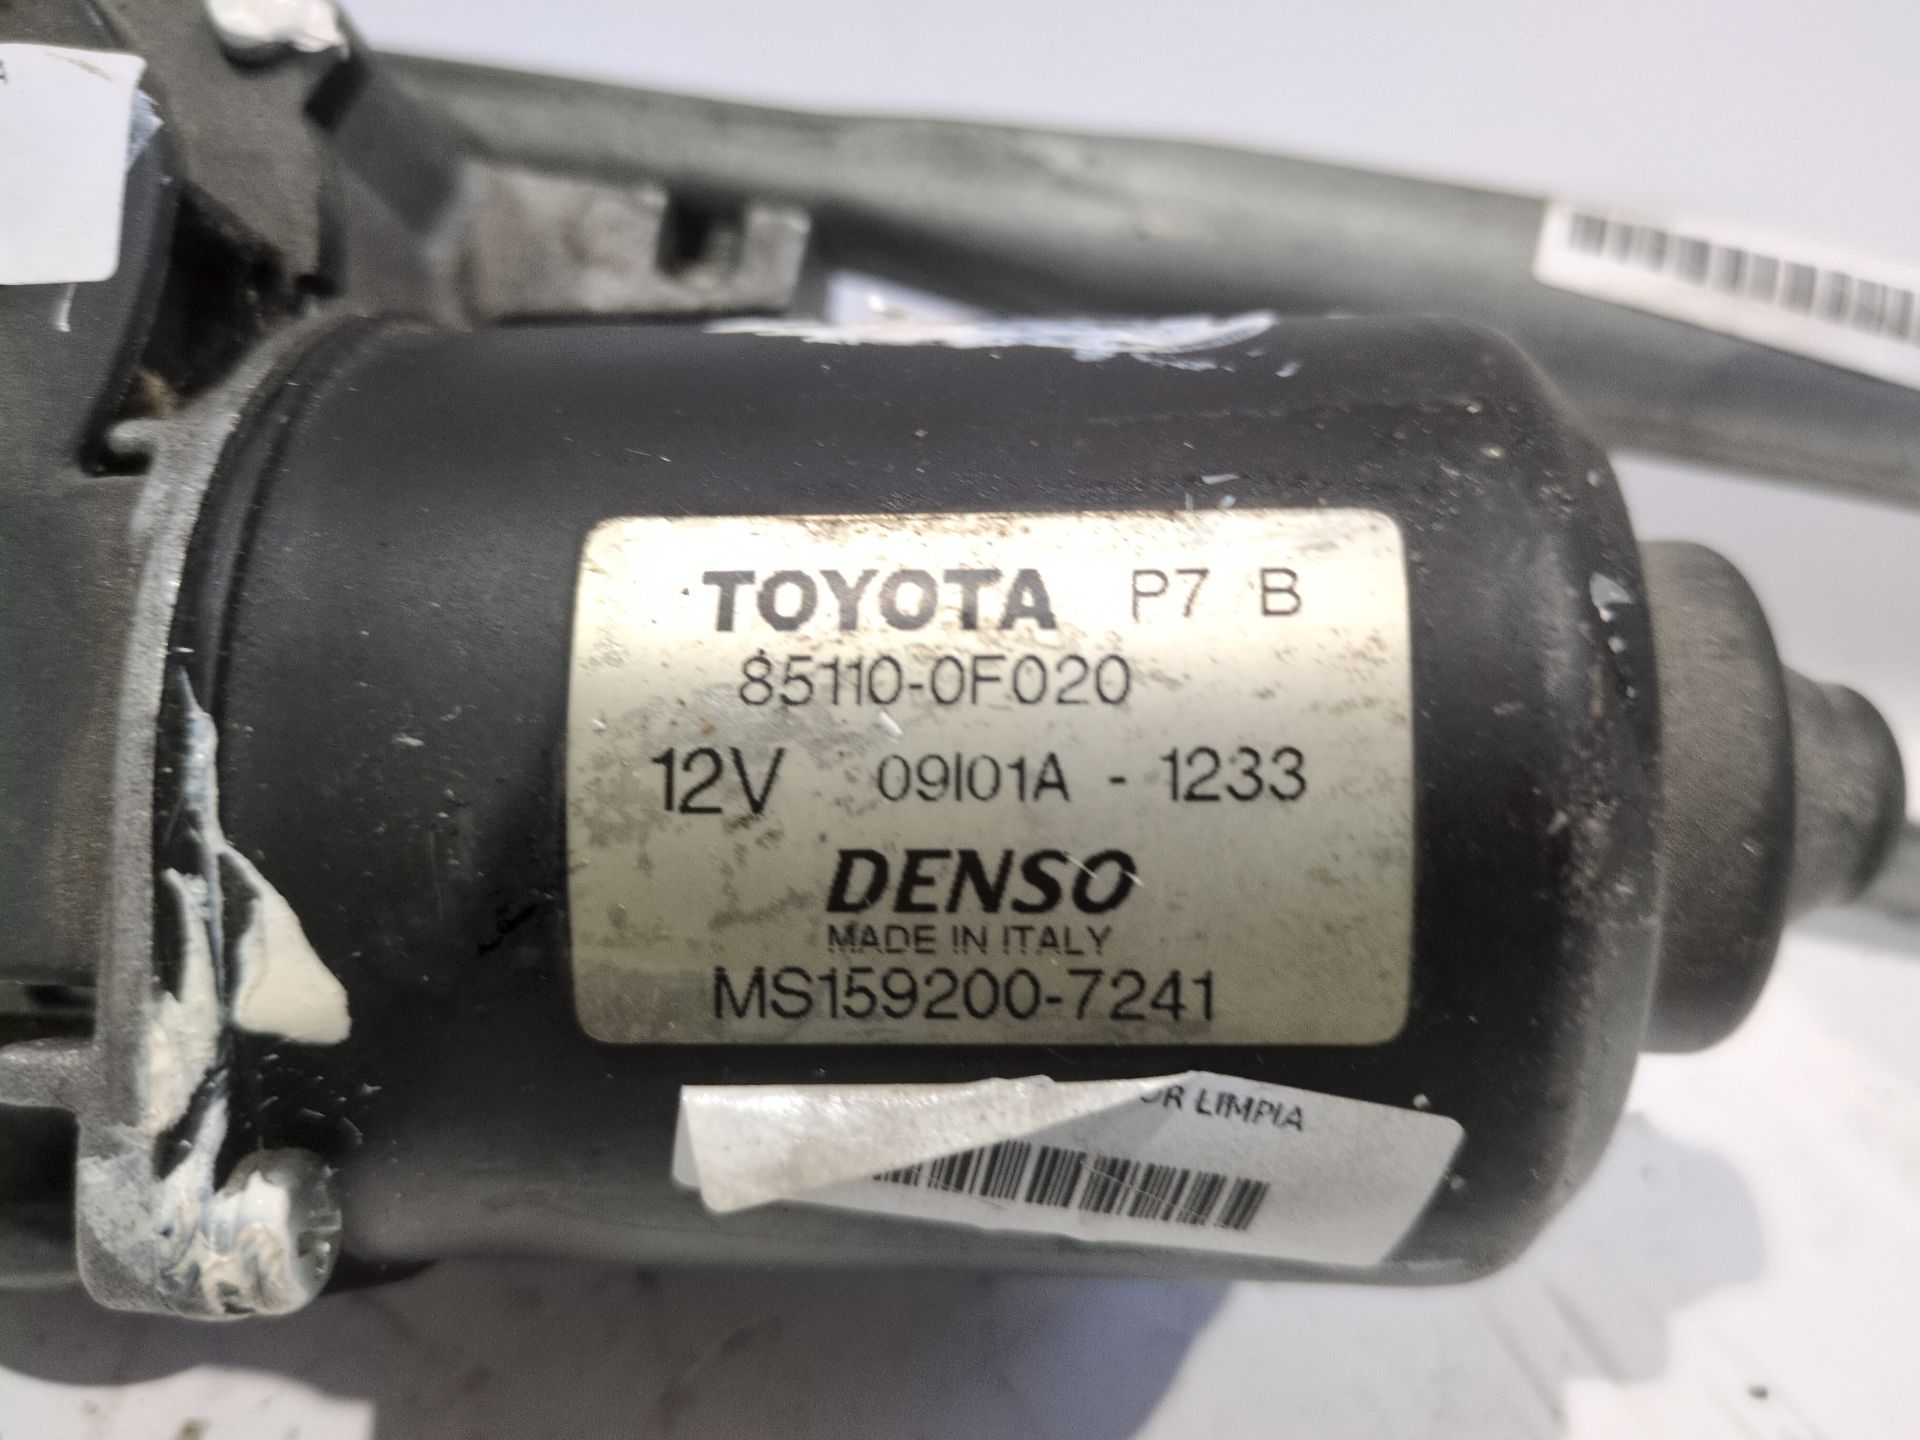 TOYOTA P7 B
85110-0F020
12V 09I01A - 1233
DENSO
MADE IN ITALY
MS159200-7241
LIMPIA